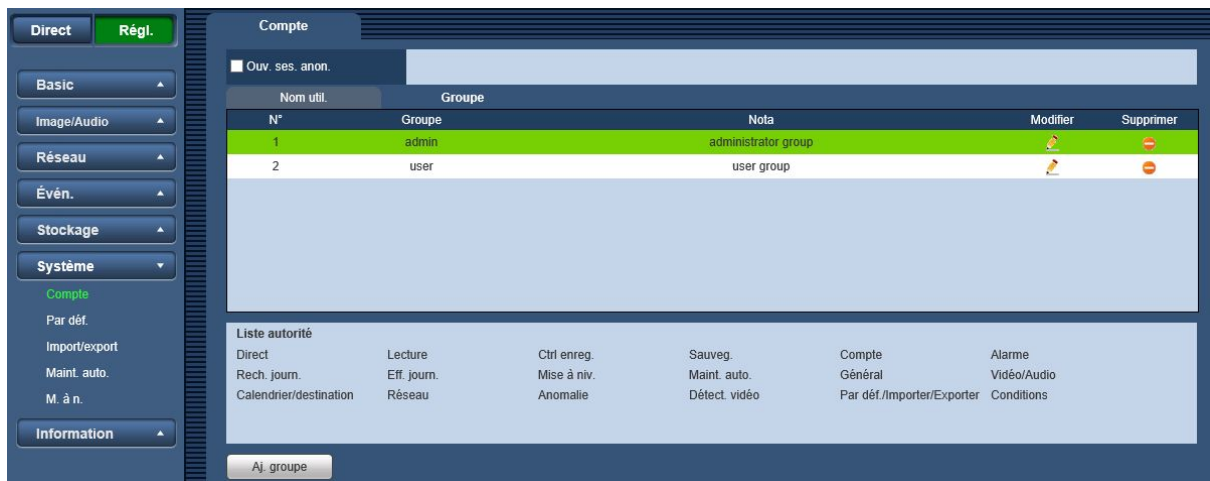 Direct Régl.
Compte
Basic
Image/Audio
Réseau
Évén.
Stockage
Système
Compte
Par déf.
Import/export
Maint. auto.
M. à n.
Information
Ouv. ses. anon.
Nom util. Groupe
N° Groupe Nota Modifier Supprimer
1 admin administrator group
2 user user group
Liste autorité
Direct Lecture Ctrl enreg. Sauveg. Compte Alarme
Rech. journ. Eff. journ. Mise à niv. Maint. auto. Général Vidéo/Audio
Calendrier/destination Réseau Anomalie Détect. vidéo Par déf./Importer/Exporter Conditions
Aj. groupe